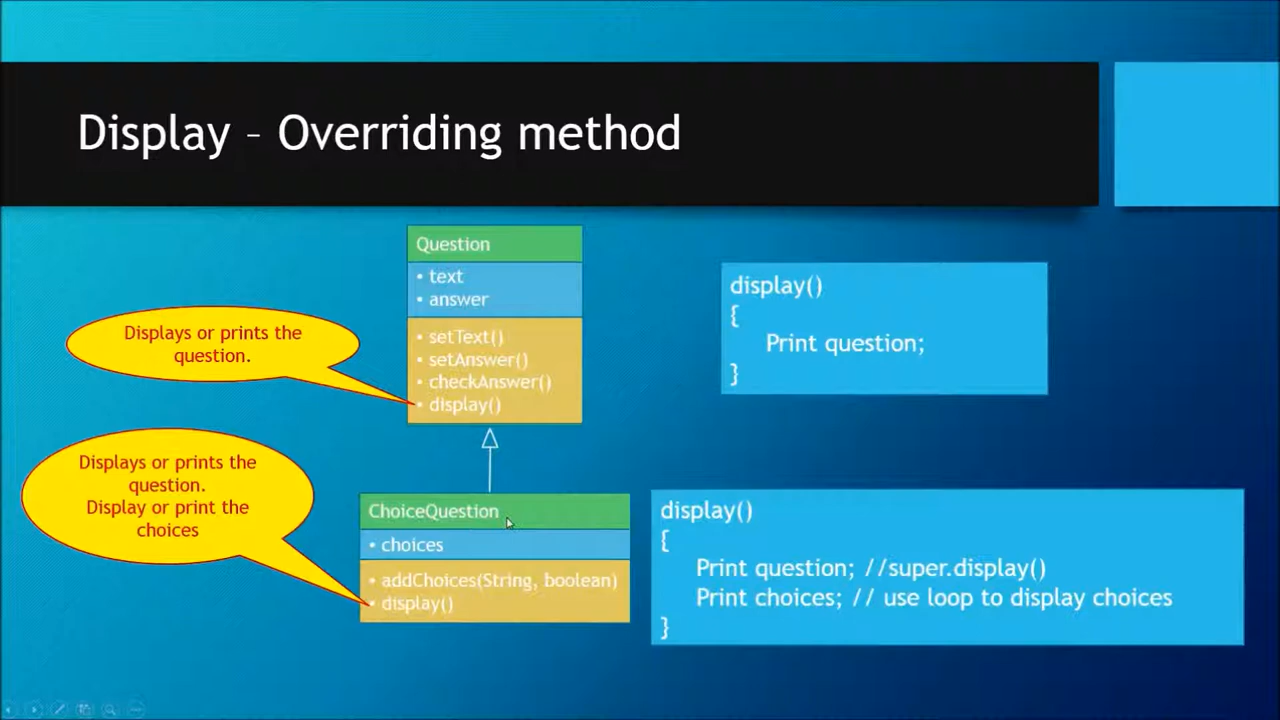 Display – Overriding method
Question
• text
• answer
• setText()
• setAnswer()
• checkAnswer()
• display()
Displays or prints the
question.
display()
{
Print question;
}
Displays or prints the
question.
Display or print the
choices
ChoiceQuestion
• choices
• addChoices(String, boolean)
• display()
display()
{
Print question; //super.display()
Print choices; // use loop to display choices
}